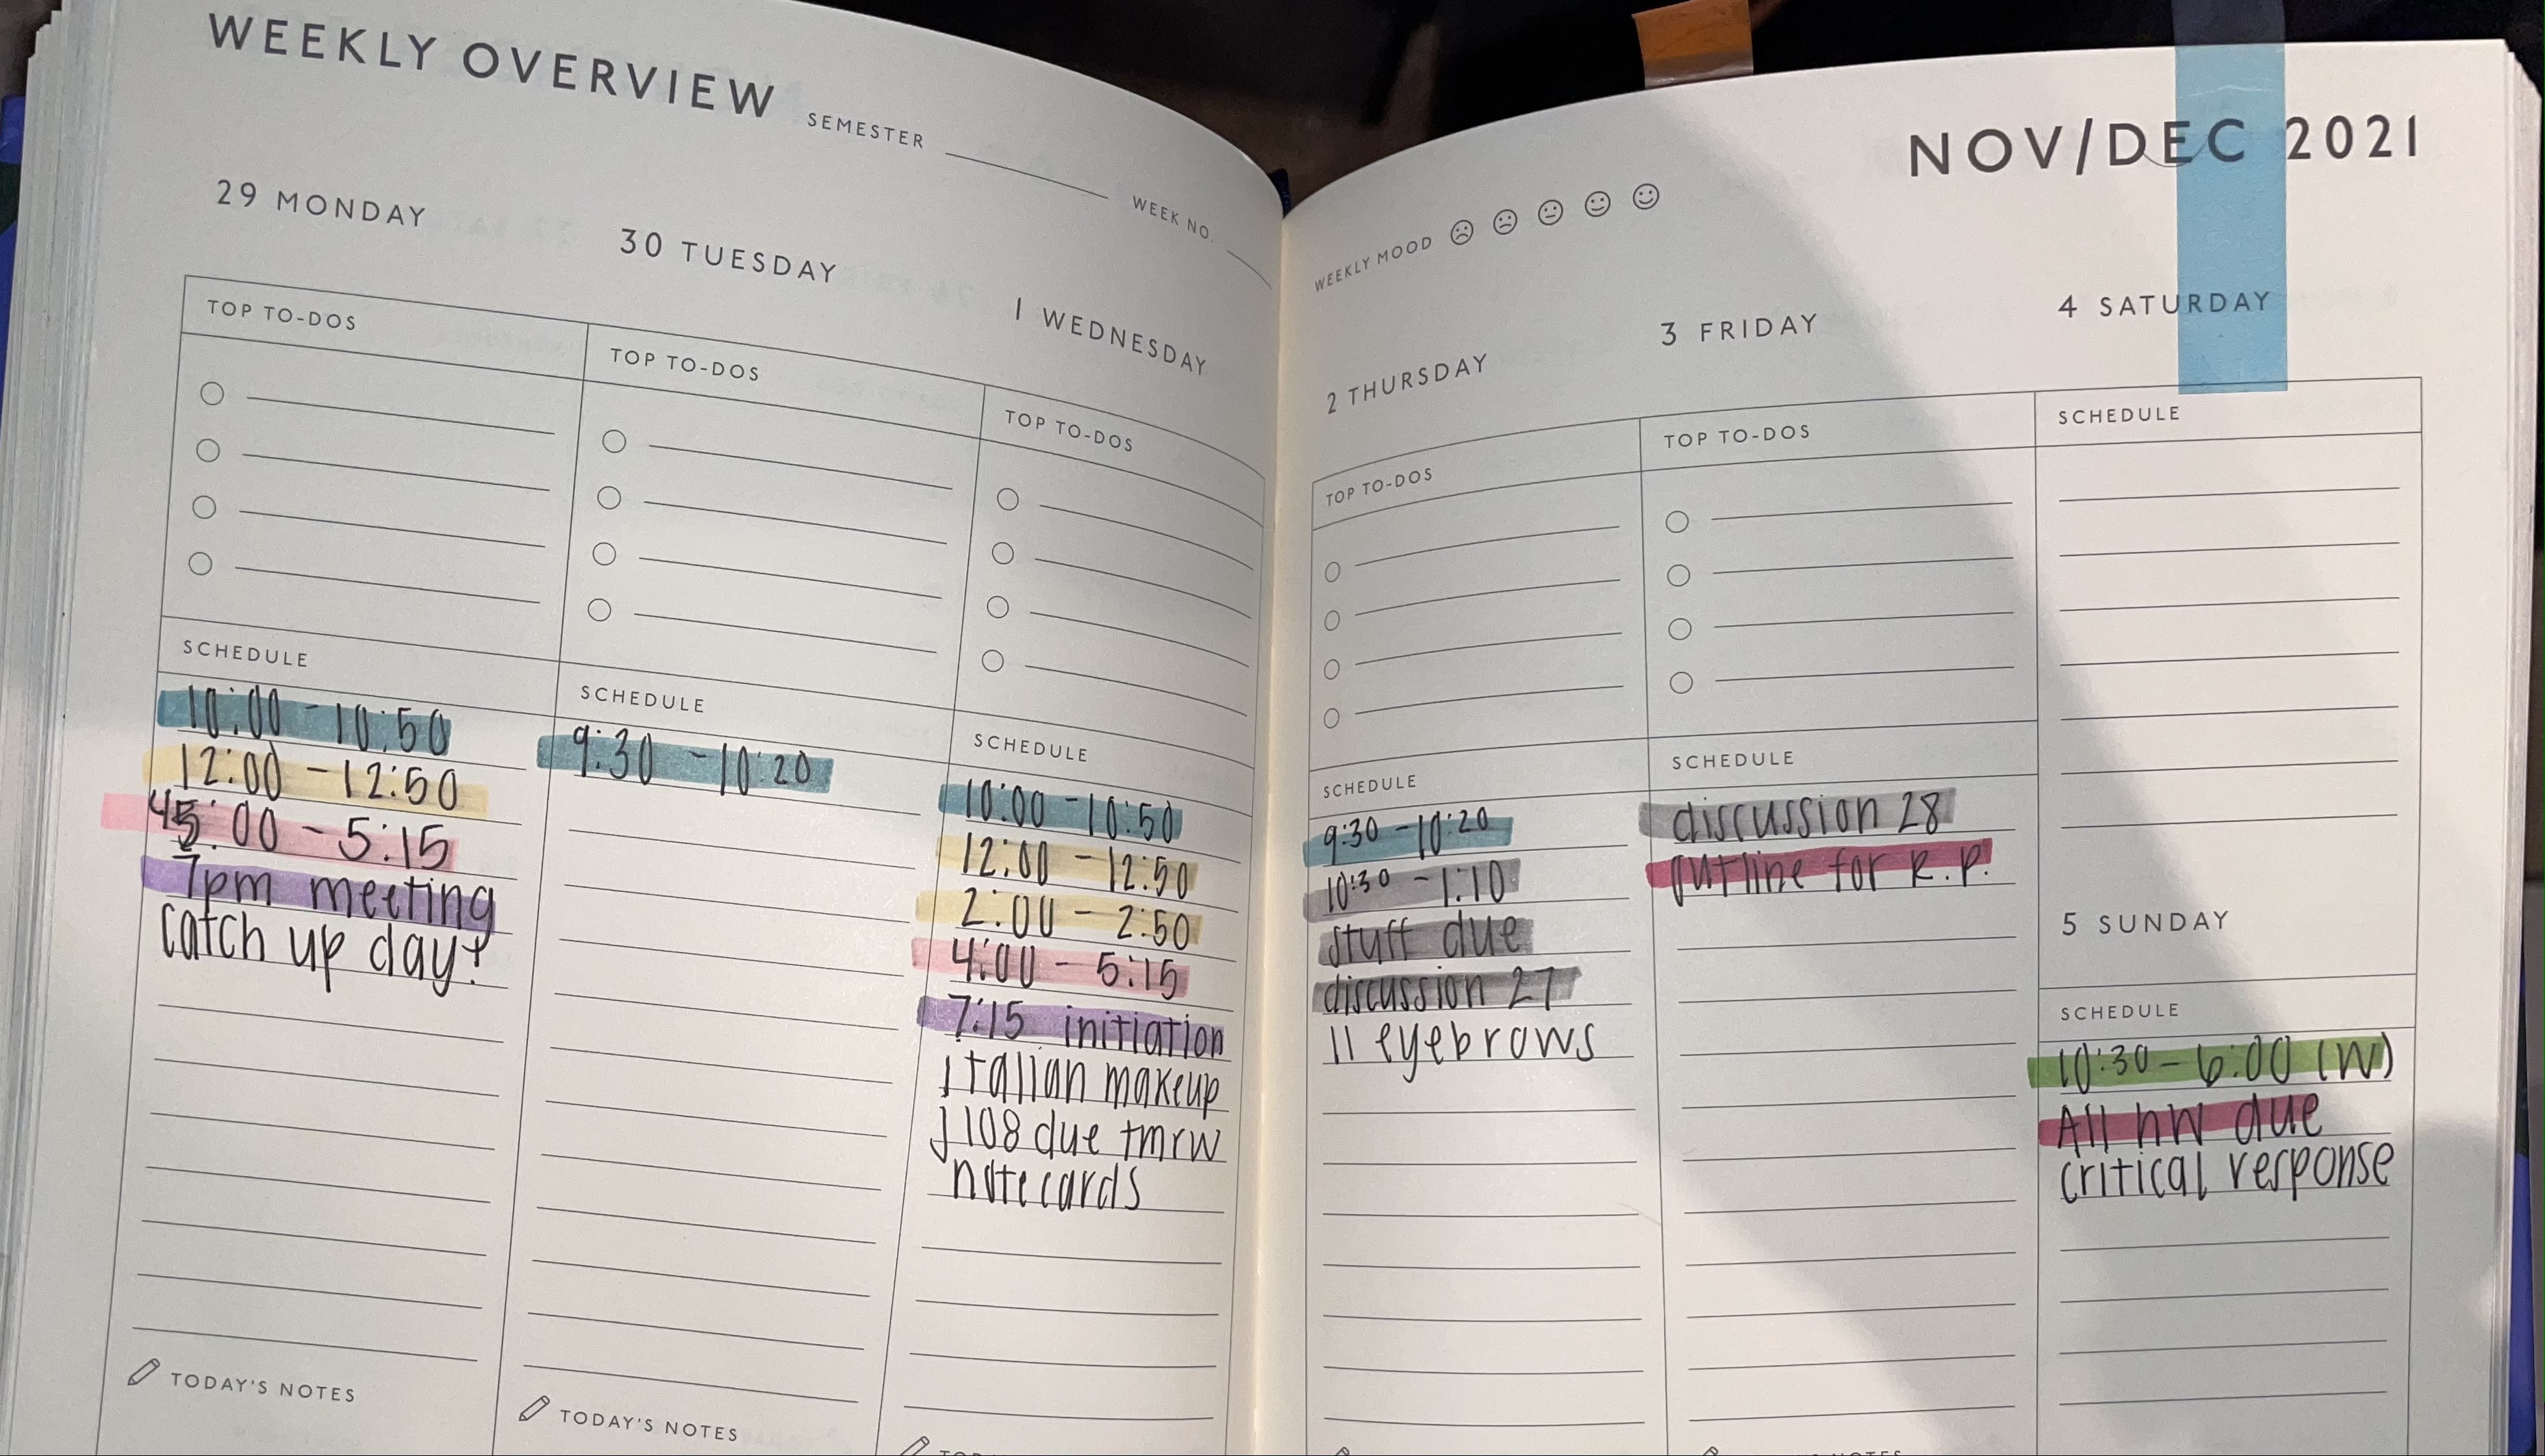 WEEKLY OVERVIEW
SEMESTER
WEEK NO.
29 MONDAY
TOP TO-DOS
SCHEDULE
10:00 - 10:50
12:00 - 12:50
4:00 - 5:15
7pm meeting
catch up day!
TODAY'S NOTES
30 TUESDAY
TOP TO-DOS
SCHEDULE
9:30 - 10:20
TODAY'S NOTES
1 WEDNESDAY
TOP TO-DOS
SCHEDULE
10:00 - 10:50
12:00 - 12:50
2:00 - 2:50
4:00 - 5:15
7:15 initiation
Italian makeup
J108 due tmrw
notecards
NOV/DEC 2021
WEEKLY MOOD
2 THURSDAY
TOP TO-DOS
SCHEDULE
9:30 - 10:20
10:30 - 1:10
stuff due
discussion 27
11 eyebrows
3 FRIDAY
TOP TO-DOS
SCHEDULE
discussion 28
outline for R.P.
4 SATURDAY
SCHEDULE
5 SUNDAY
SCHEDULE
10:30 - 6:00 (W)
All hw due
critical response